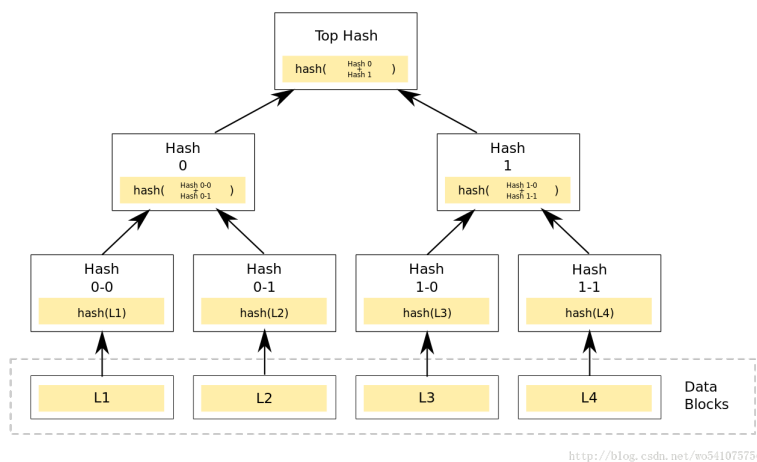 Top Hash
hash( Hash 0 + Hash 1 )
Hash
0
hash( Hash 0-0 + Hash 0-1 )
Hash
1
hash( Hash 1-0 + Hash 1-1 )
Hash
0-0
hash(L1)
Hash
0-1
hash(L2)
Hash
1-0
hash(L3)
Hash
1-1
hash(L4)
L1
L2
L3
L4
Data
Blocks
http://blog.csdn.net/wo54107575